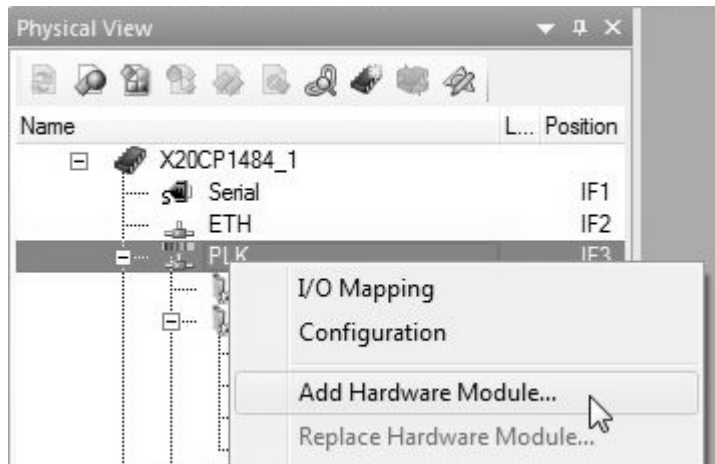 Physical View
Name L... Position
X20CP1484_1
Serial IF1
ETH IF2
PLK IF3
I/O Mapping
Configuration
Add Hardware Module...
Replace Hardware Module...